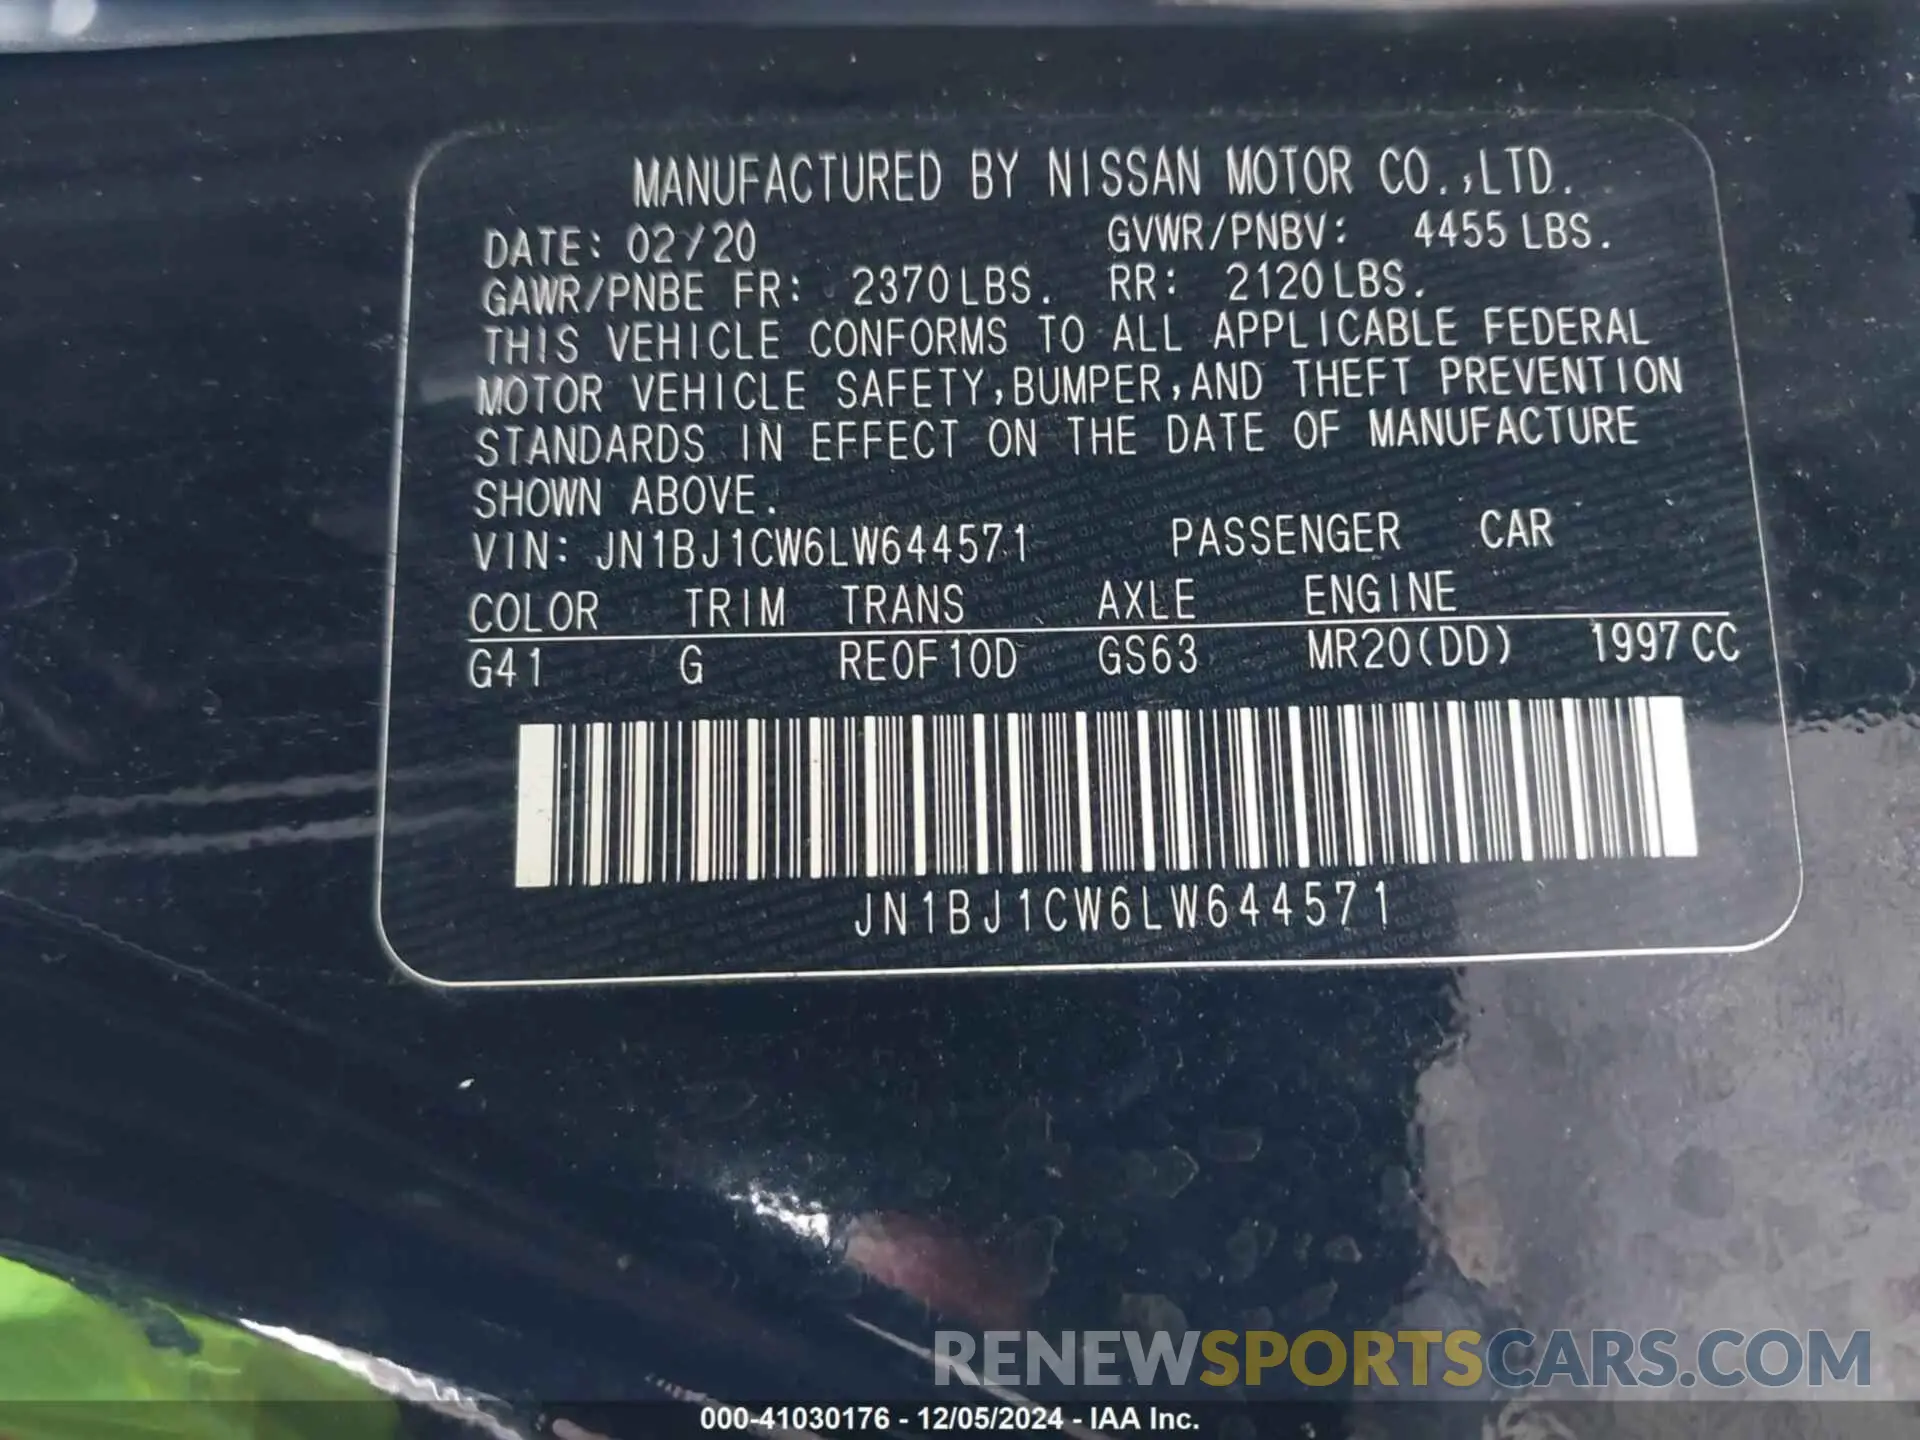 MANUFACTURED BY NISSAN MOTOR CO.,LTD.
DATE: 02/20 GVWR/PNBV: 4455 LBS.
GAWR/PNBE FR: 2370 LBS. RR: 2120 LBS.
THIS VEHICLE CONFORMS TO ALL APPLICABLE FEDERAL
MOTOR VEHICLE SAFETY,BUMPER,AND THEFT PREVENTION
STANDARDS IN EFFECT ON THE DATE OF MANUFACTURE
SHOWN ABOVE.
VIN: JN1BJ1CW6LW644571 PASSENGER CAR
COLOR TRIM TRANS AXLE ENGINE
G41 G RE0F10D GS63 MR20(DD) 1997 CC
JN1BJ1CW6LW644571
RENEWSPORTSCARS.COM
000-41030176 - 12/05/2024 - IAA Inc.